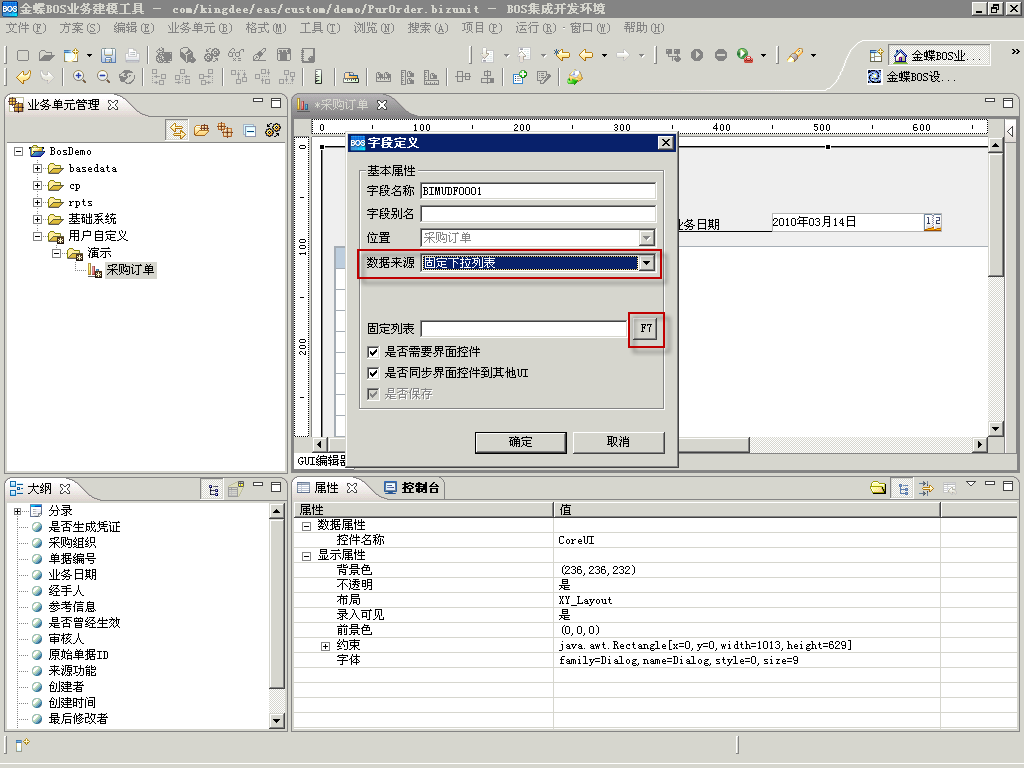 金蝶BOS业务建模工具 - com/kingdee/eas/custom/demo/PurOrder.bizunit - BOS集成开发环境
文件(F) 方案(S) 编辑(E) 业务单元(B) 格式(M) 工具(T) 浏览(N) 搜索(A) 项目(P) 运行(R) 窗口(W) 帮助(H)
金蝶BOS业...
金蝶BOS设...
业务单元管理
BosDemo
basedata
cp
rpts
基础系统
用户自定义
演示
采购订单
*采购订单
0 100 200 300 400 500 600
0
100
200
业务日期 2010年03月14日
GUI编辑器
字段定义
基本属性
字段名称 BIMUDF0001
字段别名
位置 采购订单
数据来源 固定下拉列表
固定列表 F7
是否需要界面控件
是否同步界面控件到其他UI
是否保存
确定 取消
大纲
分录
是否生成凭证
采购组织
单据编号
业务日期
经手人
参考信息
是否曾经生效
审核人
原始单据ID
来源功能
创建者
创建时间
最后修改者
属性 控制台
属性 值
数据属性
控件名称 CoreUI
显示属性
背景色 (236,236,232)
不透明 是
布局 XY_Layout
录入可见 是
前景色 (0,0,0)
约束 java.awt.Rectangle[x=0,y=0,width=1013,height=629]
字体 family=Dialog,name=Dialog,style=0,size=9